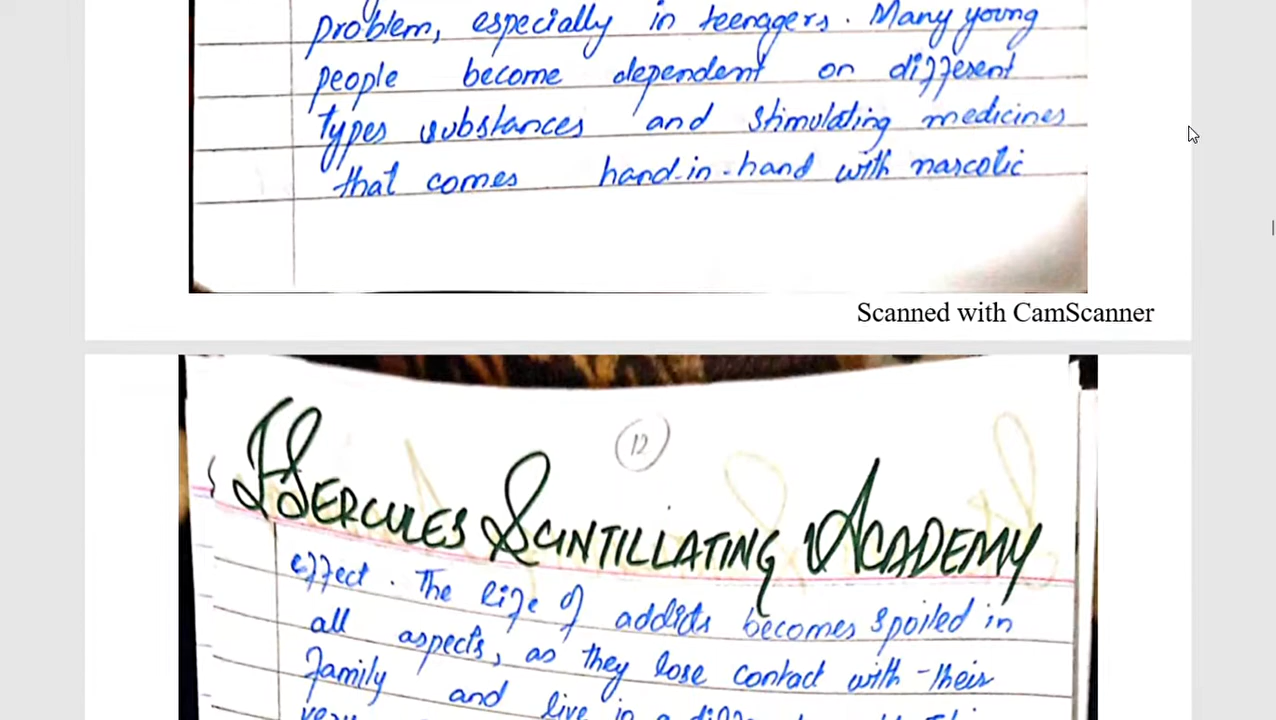 problem, especially in teenagers. Many young
people become dependent on different
types substances and stimulating medicines
that comes hand-in-hand with narcotic
Scanned with CamScanner
12
HERCULES SCINTILLATING ACADEMY
effect. The life of addicts becomes spoiled in
all aspects, as they lose contact with their
family and live in a
very